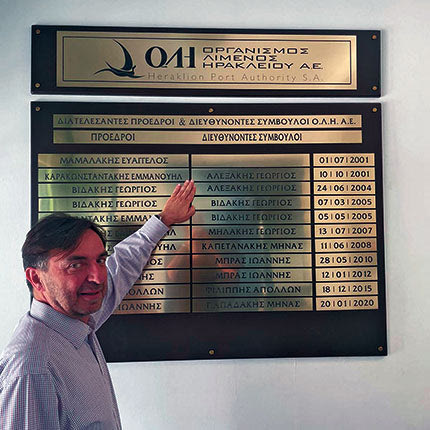 ΟΛΗ ΟΡΓΑΝΙΣΜΟΣ
ΛΙΜΕΝΟΣ
ΗΡΑΚΛΕΙΟΥ Α.Ε.
Heraklion Port Authority S.A.
ΔΙΑΤΕΛΕΣΑΝΤΕΣ ΠΡΟΕΔΡΟΙ & ΔΙΕΥΘΥΝΟΝΤΕΣ ΣΥΜΒΟΥΛΟΙ Ο.Λ.Η. Α.Ε.
ΠΡΟΕΔΡΟΙ ΔΙΕΥΘΥΝΟΝΤΕΣ ΣΥΜΒΟΥΛΟΙ
ΜΑΜΑΛΑΚΗΣ ΕΥΑΓΓΕΛΟΣ 01|07|2001
ΚΑΡΑΚΩΝΣΤΑΝΤΑΚΗΣ ΕΜΜΑΝΟΥΗΛ ΑΛΕΞΑΚΗΣ ΓΕΩΡΓΙΟΣ 10|10|2001
ΒΙΔΑΚΗΣ ΓΕΩΡΓΙΟΣ ΑΛΕΞΑΚΗΣ ΓΕΩΡΓΙΟΣ 24|06|2004
ΒΙΔΑΚΗΣ ΓΕΩΡΓΙΟΣ ΒΙΔΑΚΗΣ ΓΕΩΡΓΙΟΣ 07|03|2005
ΒΙΔΑΚΗΣ ΓΕΩΡΓΙΟΣ 05|05|2005
ΜΗΛΑΚΗΣ ΓΕΩΡΓΙΟΣ 13|07|2007
ΚΑΠΕΤΑΝΑΚΗΣ ΜΗΝΑΣ 11|06|2008
ΜΠΡΑΣ ΙΩΑΝΝΗΣ 28|05|2010
ΜΠΡΑΣ ΙΩΑΝΝΗΣ 12|01|2012
ΦΙΛΙΠΠΗΣ ΑΠΟΛΛΩΝ 18|12|2015
ΠΑΠΑΔΑΚΗΣ ΜΗΝΑΣ 20|01|2020